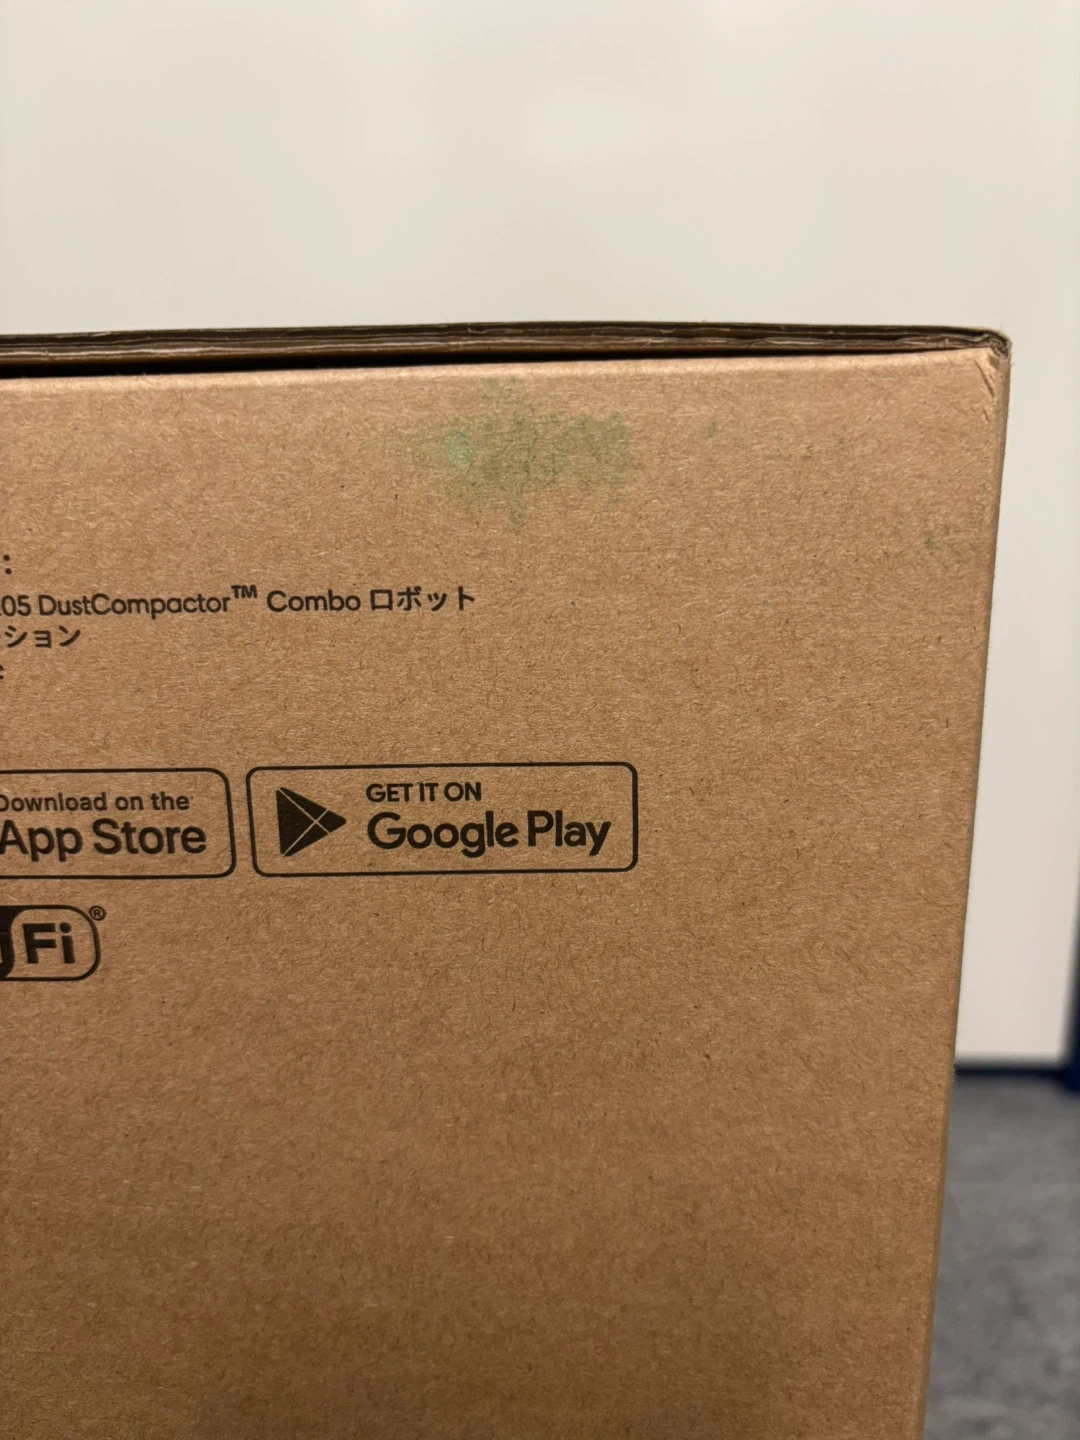 :
05 DustCompactor™ Combo ロボット
ション
Download on the
App Store
GET IT ON
Google Play
Fi®